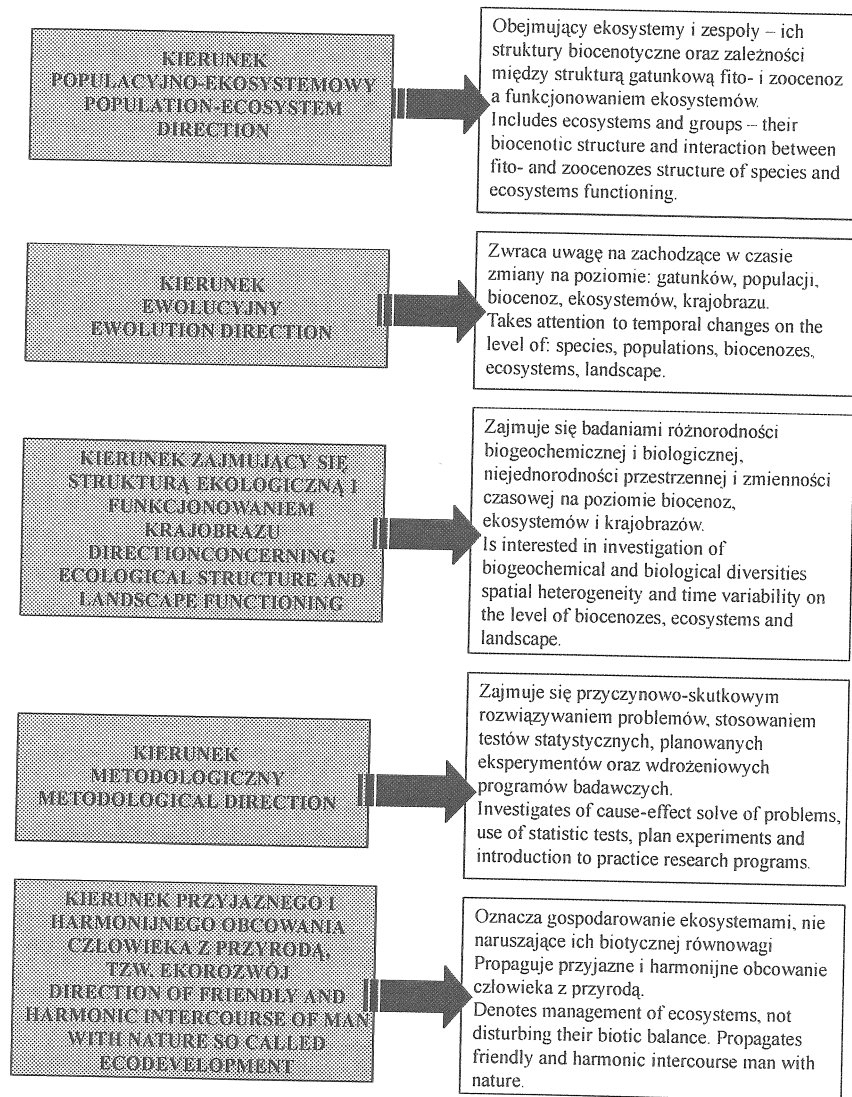 KIERUNEK
POPULACYJNO-EKOSYSTEMOWY
POPULATION-ECOSYSTEM
DIRECTION
Obejmujący ekosystemy i zespoly – ich
struktury biocenotyczne oraz zależności
między strukturą gatunkową fito- i zoocenoz
a funkcjonowaniem ekosystemów.
Includes ecosystems and groups – their
biocenotic structure and interaction between
fito- and zoocenozes structure of species and
ecosystems functioning.
KIERUNEK
EWOLUCYJNY
EWOLUTION DIRECTION
Zwraca uwagę na zachodzące w czasie
zmiany na poziomie: gatunków, populacji,
biocenoz, ekosystemów, krajobrazu.
Takes attention to temporal changes on the
level of: species, populations, biocenozes,
ecosystems, landscape.
KIERUNEK ZAJMUJĄCY SIĘ
STRUKTURĄ EKOLOGICZNĄ I
FUNKCJONOWANIEM
KRAJOBRAZU
DIRECTIONCONCERNING
ECOLOGICAL STRUCTURE AND
LANDSCAPE FUNCTIONING
Zajmuje się badaniami różnorodności
biogeochemicznej i biologicznej,
niejednorodności przestrzennej i zmienności
czasowej na poziomie biocenoz,
ekosystemów i krajobrazów.
Is interested in investigation of
biogeochemical and biological diversities
spatial heterogeneity and time variability on
the level of biocenozes, ecosystems and
landscape.
KIERUNEK
METODOLOGICZNY
METODOLOGICAL DIRECTION
Zajmuje się przyczynowo-skutkowym
rozwiązywaniem problemów, stosowaniem
testów statystycznych, planowanych
eksperymentów oraz wdrożeniowych
programów badawczych.
Investigates of cause-effect solve of problems,
use of statistic tests, plan experiments and
introduction to practice research programs.
KIERUNEK PRZYJAZNEGO I
HARMONIJNEGO OBCOWANIA
CZŁOWIEKA Z PRZYRODĄ,
TZW. EKOROZWÓJ
DIRECTION OF FRIENDLY AND
HARMONIC INTERCOURSE OF MAN
WITH NATURE SO CALLED
ECODEVELOPMENT
Oznacza gospodarowanie ekosystemami, nie
naruszające ich biotycznej równowagi
Propaguje przyjazne i harmonijne obcowanie
człowieka z przyrodą.
Denotes management of ecosystems, not
disturbing their biotic balance. Propagates
friendly and harmonic intercourse man with
nature.